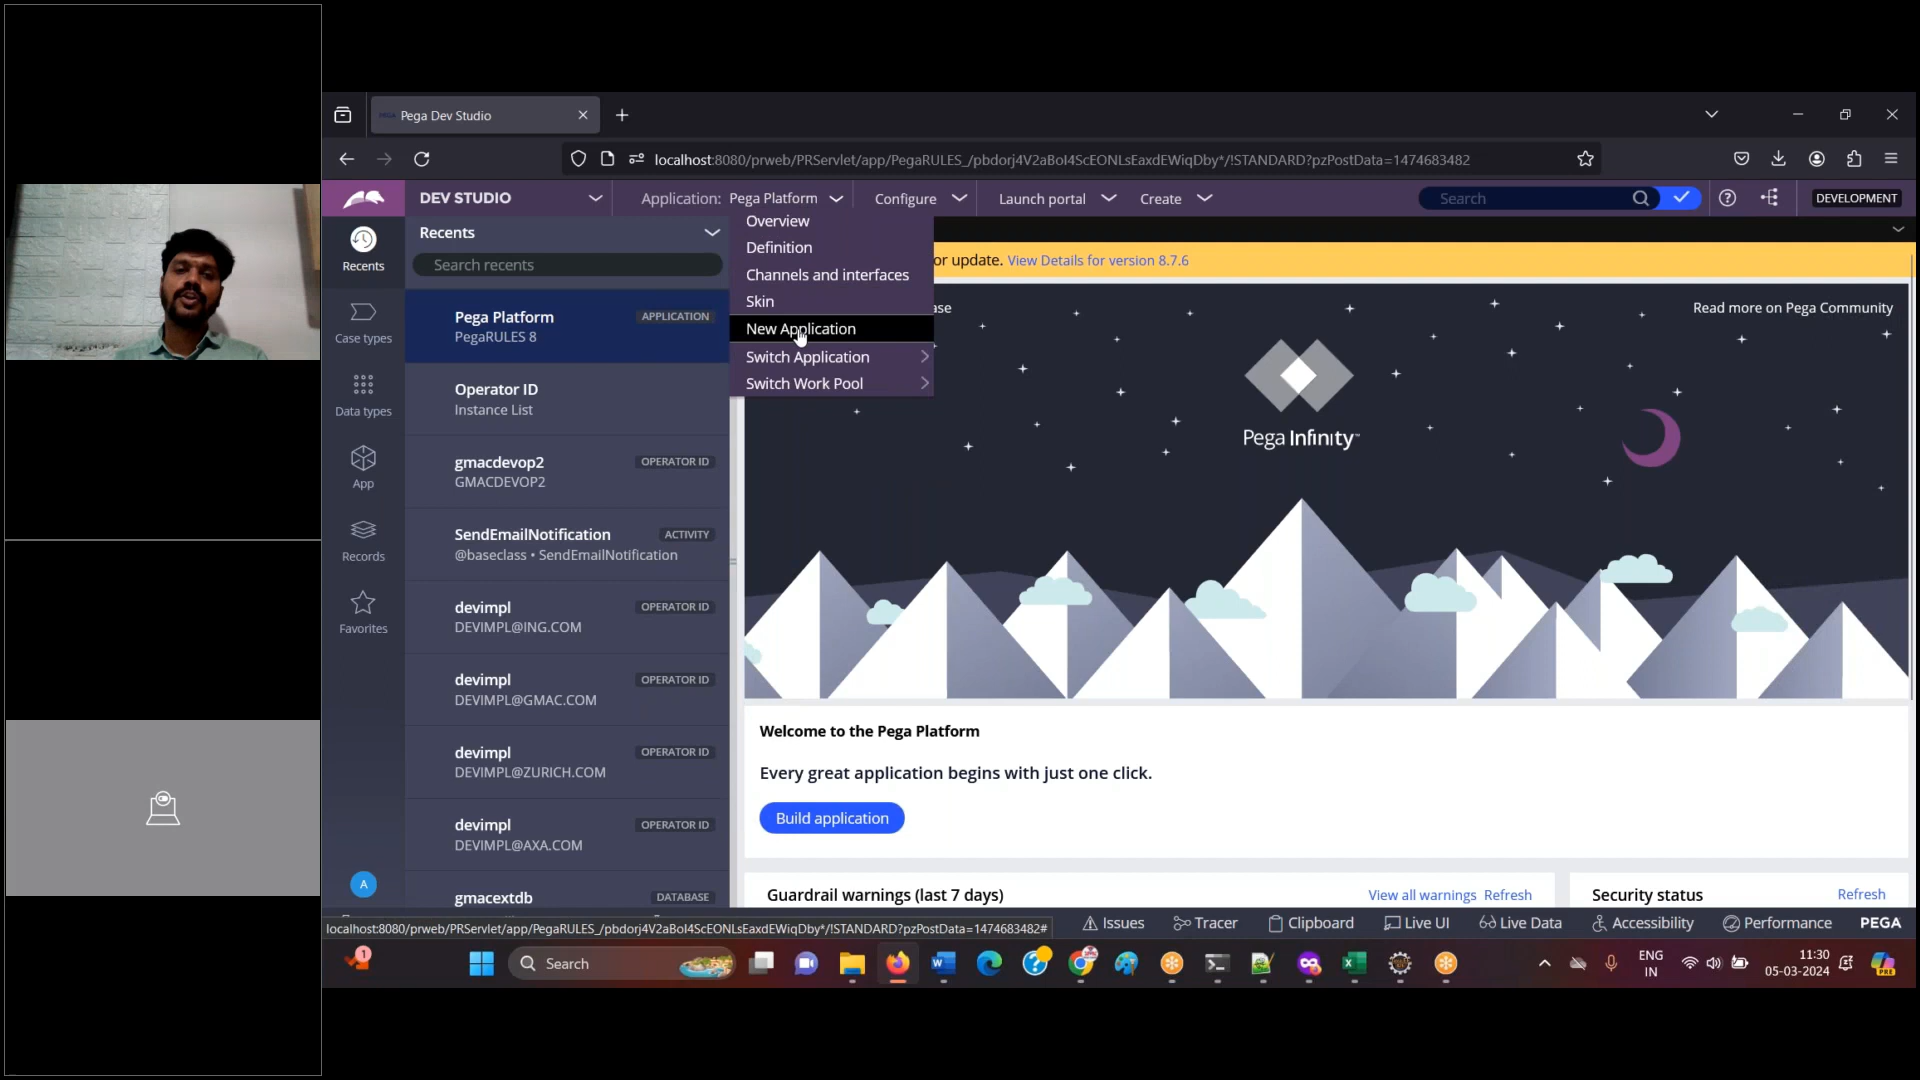 Pega Dev Studio
localhost:8080/prweb/PRServlet/app/PegaRULES_/pbdorj4V2aBoI4ScEONLsEaxdEWiqDby*/!STANDARD?pzPostData=1474683482
DEV STUDIO
Application: Pega Platform
Configure
Launch portal
Create
Search
DEVELOPMENT
Recents
Search recents
Recents
Case types
Data types
App
Records
Favorites
A
Pega Platform APPLICATION
PegaRULES 8
Operator ID
Instance List
gmacdevop2 OPERATOR ID
GMACDEVOP2
SendEmailNotification ACTIVITY
@baseclass • SendEmailNotification
devimpl OPERATOR ID
DEVIMPL@ING.COM
devimpl OPERATOR ID
DEVIMPL@GMAC.COM
devimpl OPERATOR ID
DEVIMPL@ZURICH.COM
devimpl OPERATOR ID
DEVIMPL@AXA.COM
gmacextdb DATABASE
Overview
Definition
Channels and interfaces
Skin
New Application
Switch Application
Switch Work Pool
or update. View Details for version 8.7.6
ase
Read more on Pega Community
Pega Infinity™
Welcome to the Pega Platform
Every great application begins with just one click.
Build application
Guardrail warnings (last 7 days) View all warnings Refresh
Security status Refresh
localhost:8080/prweb/PRServlet/app/PegaRULES_/pbdorj4V2aBoI4ScEONLsEaxdEWiqDby*/!STANDARD?pzPostData=1474683482#
Issues Tracer Clipboard Live UI Live Data Accessibility Performance PEGA
1
Search
ENG
IN
11:30
05-03-2024
PRE